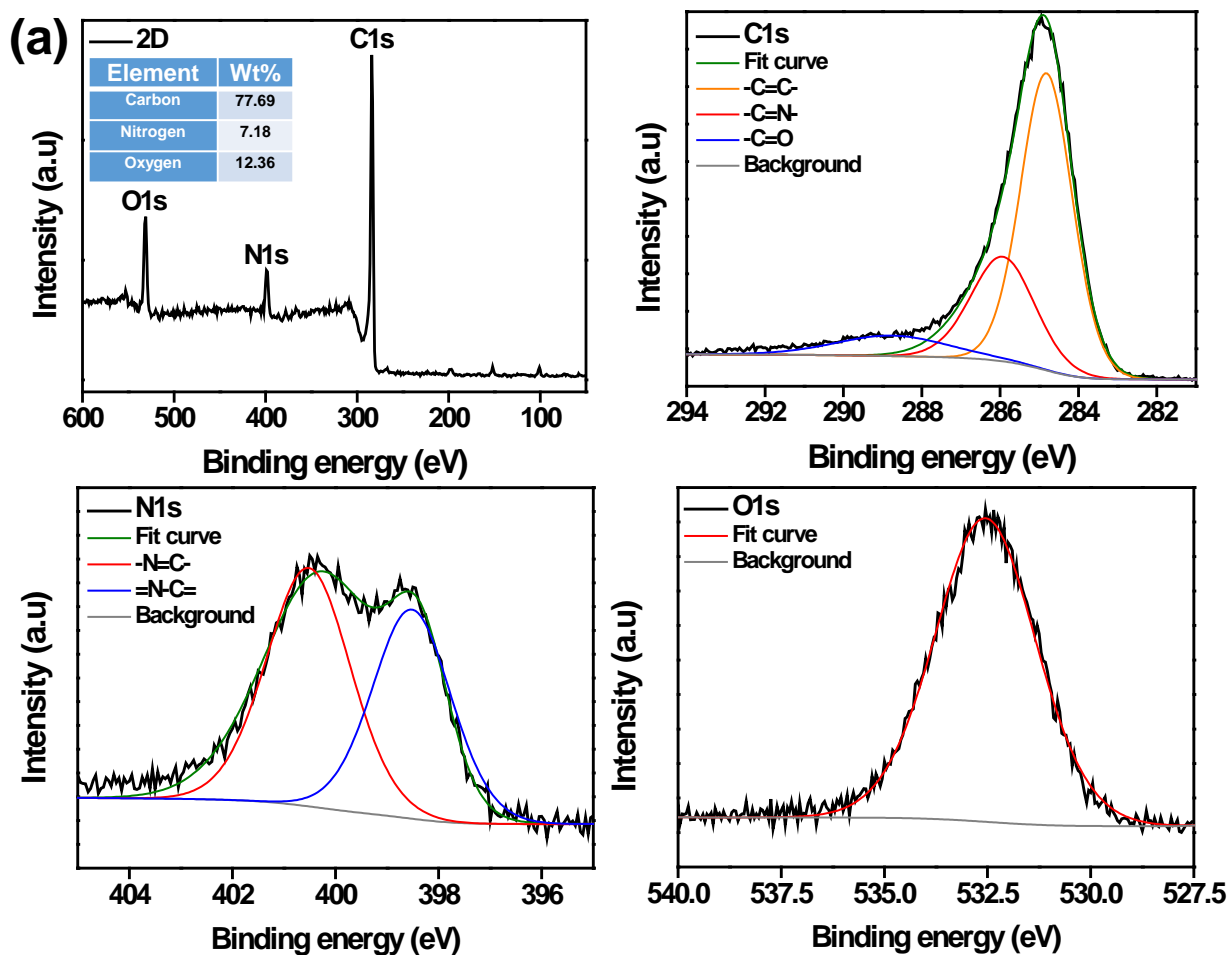 (a)
2D
Element Wt%
Carbon 77.69
Nitrogen 7.18
Oxygen 12.36
O1s
N1s
C1s
Intensity (a.u)
600 500 400 300 200 100
Binding energy (eV)
C1s
Fit curve
-C=C-
-C=N-
-C=O
Background
Intensity (a.u)
294 292 290 288 286 284 282
Binding energy (eV)
N1s
Fit curve
-N=C-
=N-C=
Background
Intensity (a.u)
404 402 400 398 396
Binding energy (eV)
O1s
Fit curve
Background
Intensity (a.u)
540.0 537.5 535.0 532.5 530.0 527.5
Binding energy (eV)